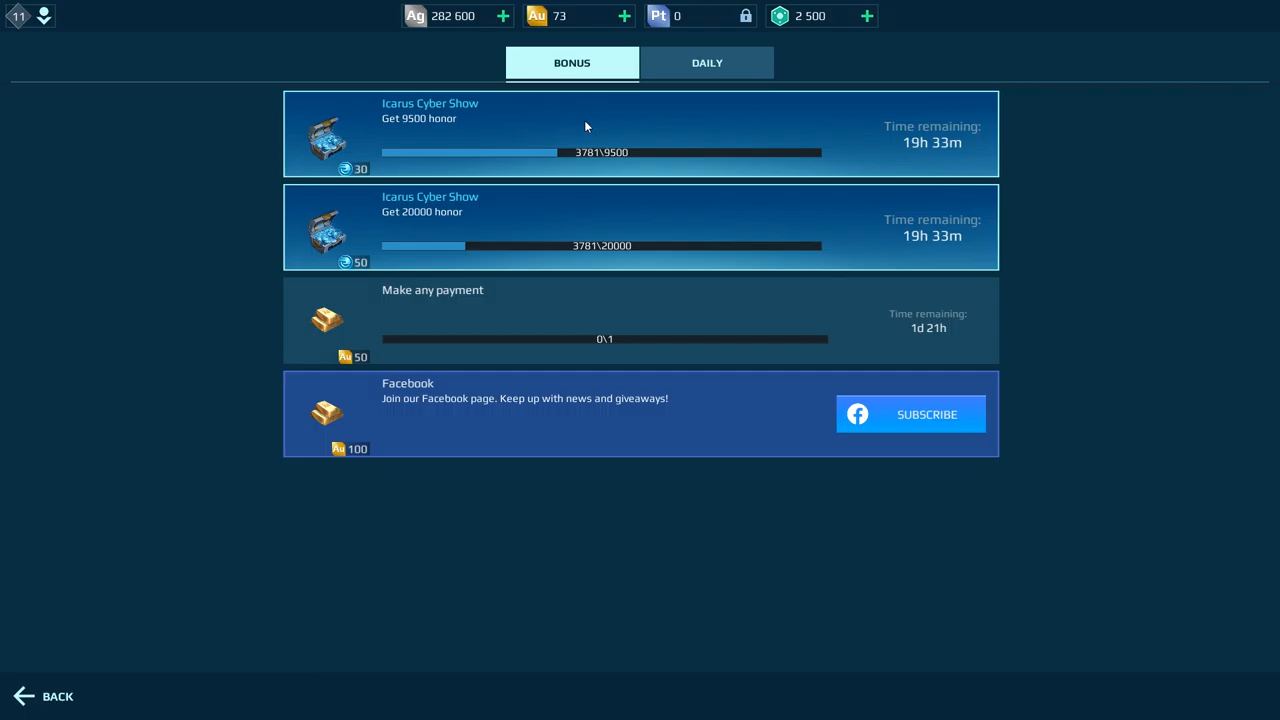 11
Ag 282 600 +
Au 73 +
Pt 0
2 500 +
BONUS
DAILY
Icarus Cyber Show
Get 9500 honor
3781\9500
30
Time remaining:
19h 33m
Icarus Cyber Show
Get 20000 honor
3781\20000
50
Time remaining:
19h 33m
Make any payment
0\1
Au 50
Time remaining:
1d 21h
Facebook
Join our Facebook page. Keep up with news and giveaways!
Au 100
SUBSCRIBE
BACK